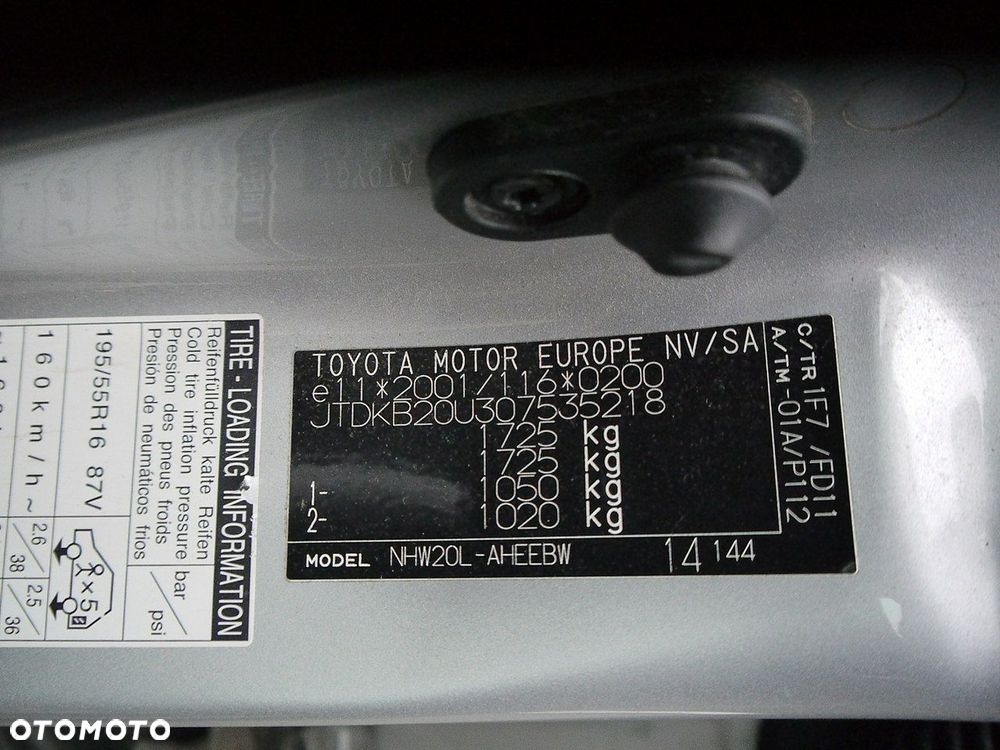 TOYOTA MOTOR EUROPE NV/SA
e11*2001/116*0200
JTDKB20U307535218
1725 kg
1725 kg
1- 1050 kg
2- 1020 kg
C/TR 1F7 /FD11
A/TM -01A/P112
MODEL NHW20L-AHEEBW 14 144
TIRE - LOADING INFORMATION
Reifenfülldruck kalte Reifen
Cold tire inflation pressure
Pression des pneus froids
Presión de neumáticos fríos
bar / psi
195/55R16 87V
x 5
160km/h~
2.6 / 38
2.5 / 36
OTOMOTO